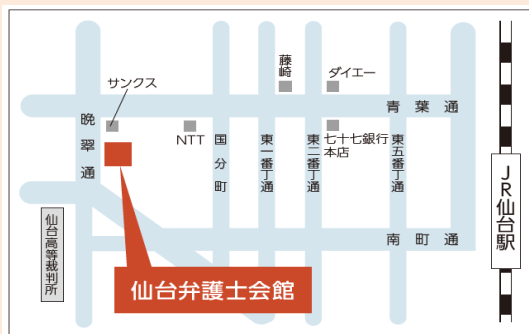 サンクス
藤崎
ダイエー
青葉通
晩翠通
NTT
国分町
東一番丁通
東二番丁通
七十七銀行
本店
東五番丁通
JR仙台駅
仙台高等裁判所
南町通
仙台弁護士会館